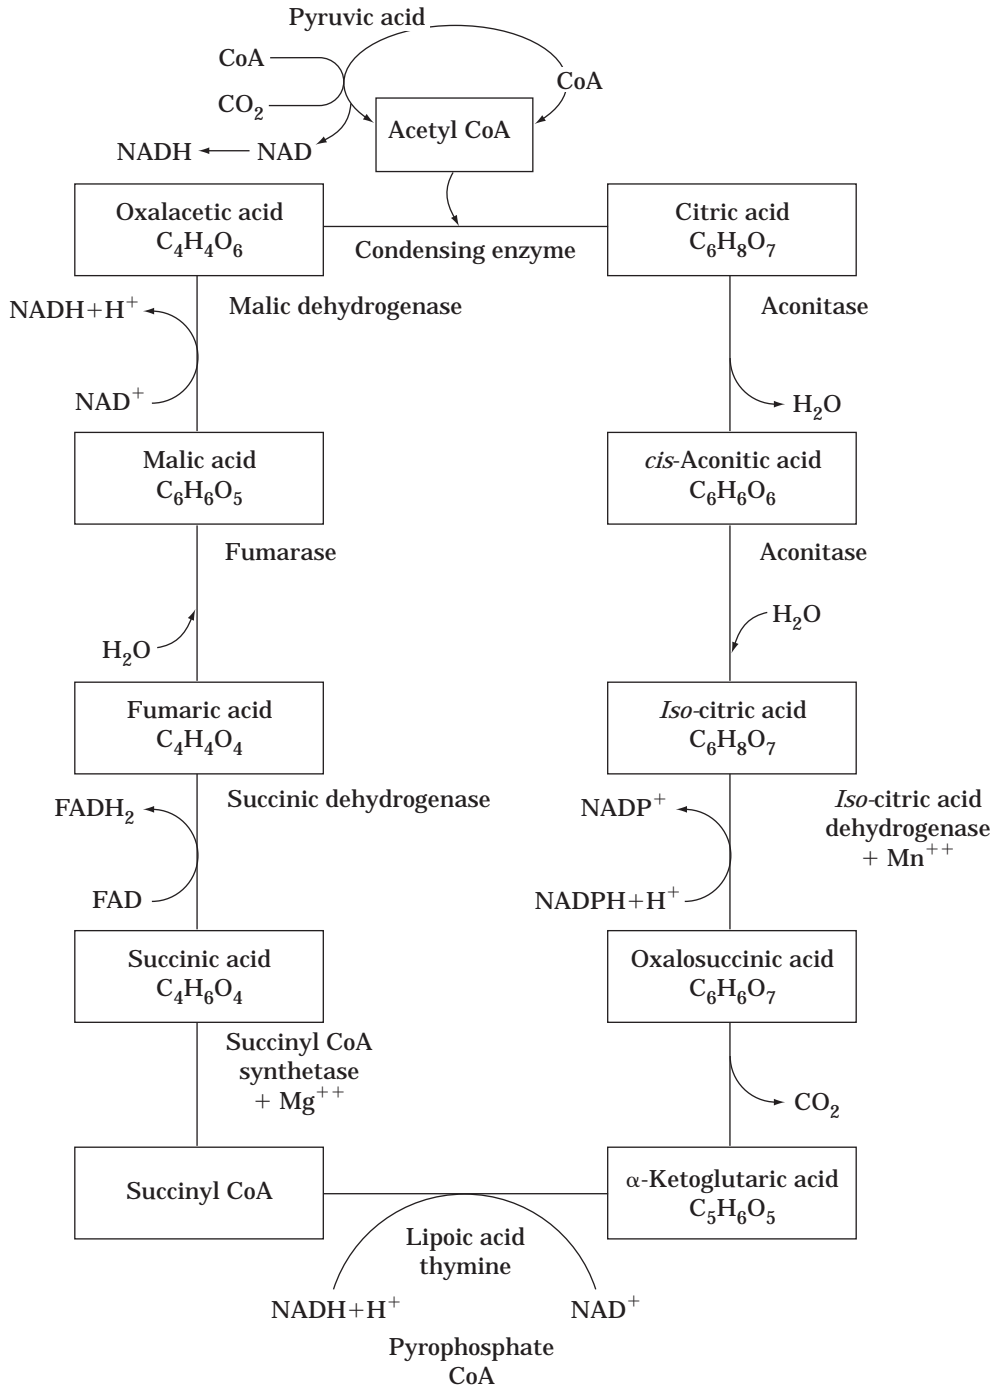 Pyruvic acid
CoA
CoA
CO₂
Acetyl CoA
NADH
NAD
Oxalacetic acid
C₄H₄O₆
Citric acid
C₆H₈O₇
Condensing enzyme
NADH+H⁺
Malic dehydrogenase
Aconitase
NAD⁺
H₂O
Malic acid
C₆H₆O₅
cis-Aconitic acid
C₆H₆O₆
Fumarase
Aconitase
H₂O
H₂O
Fumaric acid
C₄H₄O₄
Iso-citric acid
C₆H₈O₇
FADH₂
Succinic dehydrogenase
NADP⁺
Iso-citric acid
dehydrogenase
+ Mn⁺⁺
FAD
NADPH+H⁺
Succinic acid
C₄H₆O₄
Oxalosuccinic acid
C₆H₆O₇
Succinyl CoA
synthetase
+ Mg⁺⁺
CO₂
Succinyl CoA
α-Ketoglutaric acid
C₅H₆O₅
Lipoic acid
thymine
NADH+H⁺
NAD⁺
Pyrophosphate
CoA